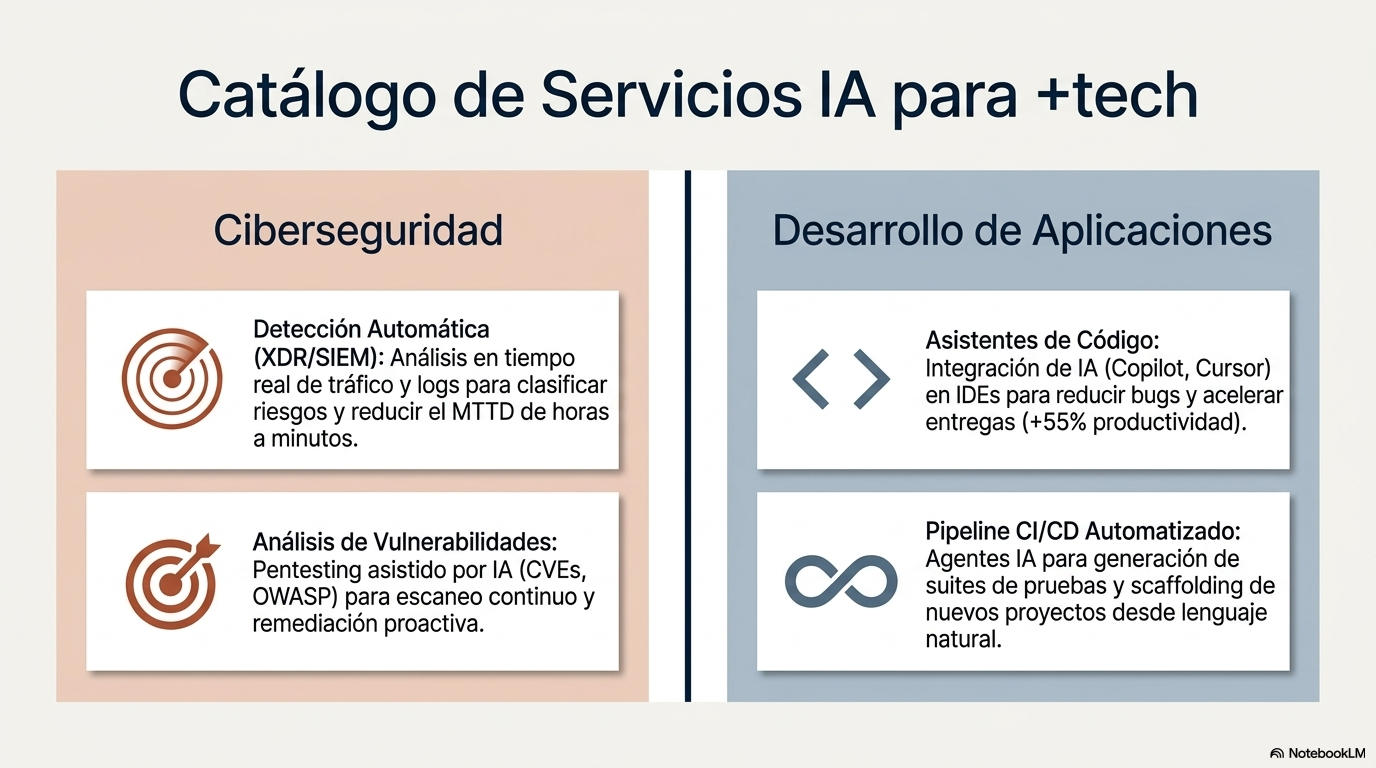 Catálogo de Servicios IA para +tech
Ciberseguridad
Detección Automática
(XDR/SIEM): Análisis en tiempo
real de tráfico y logs para clasificar
riesgos y reducir el MTTD de horas
a minutos.
Análisis de Vulnerabilidades:
Pentesting asistido por IA (CVEs,
OWASP) para escaneo continuo y
remediación proactiva.
Desarrollo de Aplicaciones
Asistentes de Código:
Integración de IA (Copilot, Cursor)
en IDEs para reducir bugs y acelerar
entregas (+55% productividad).
Pipeline CI/CD Automatizado:
Agentes IA para generación de
suites de pruebas y scaffolding de
nuevos proyectos desde lenguaje
natural.
NotebookLM